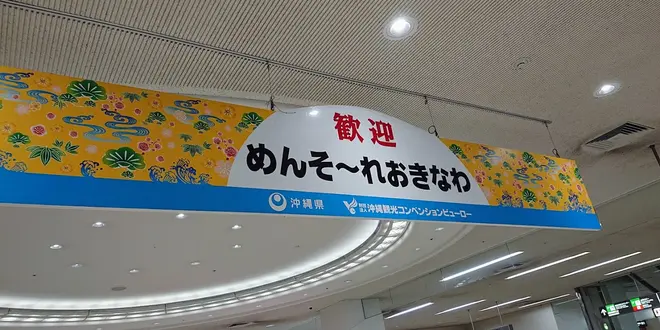 歓迎
めんそ～れおきなわ
沖縄県 沖縄観光コンベンションビューロー